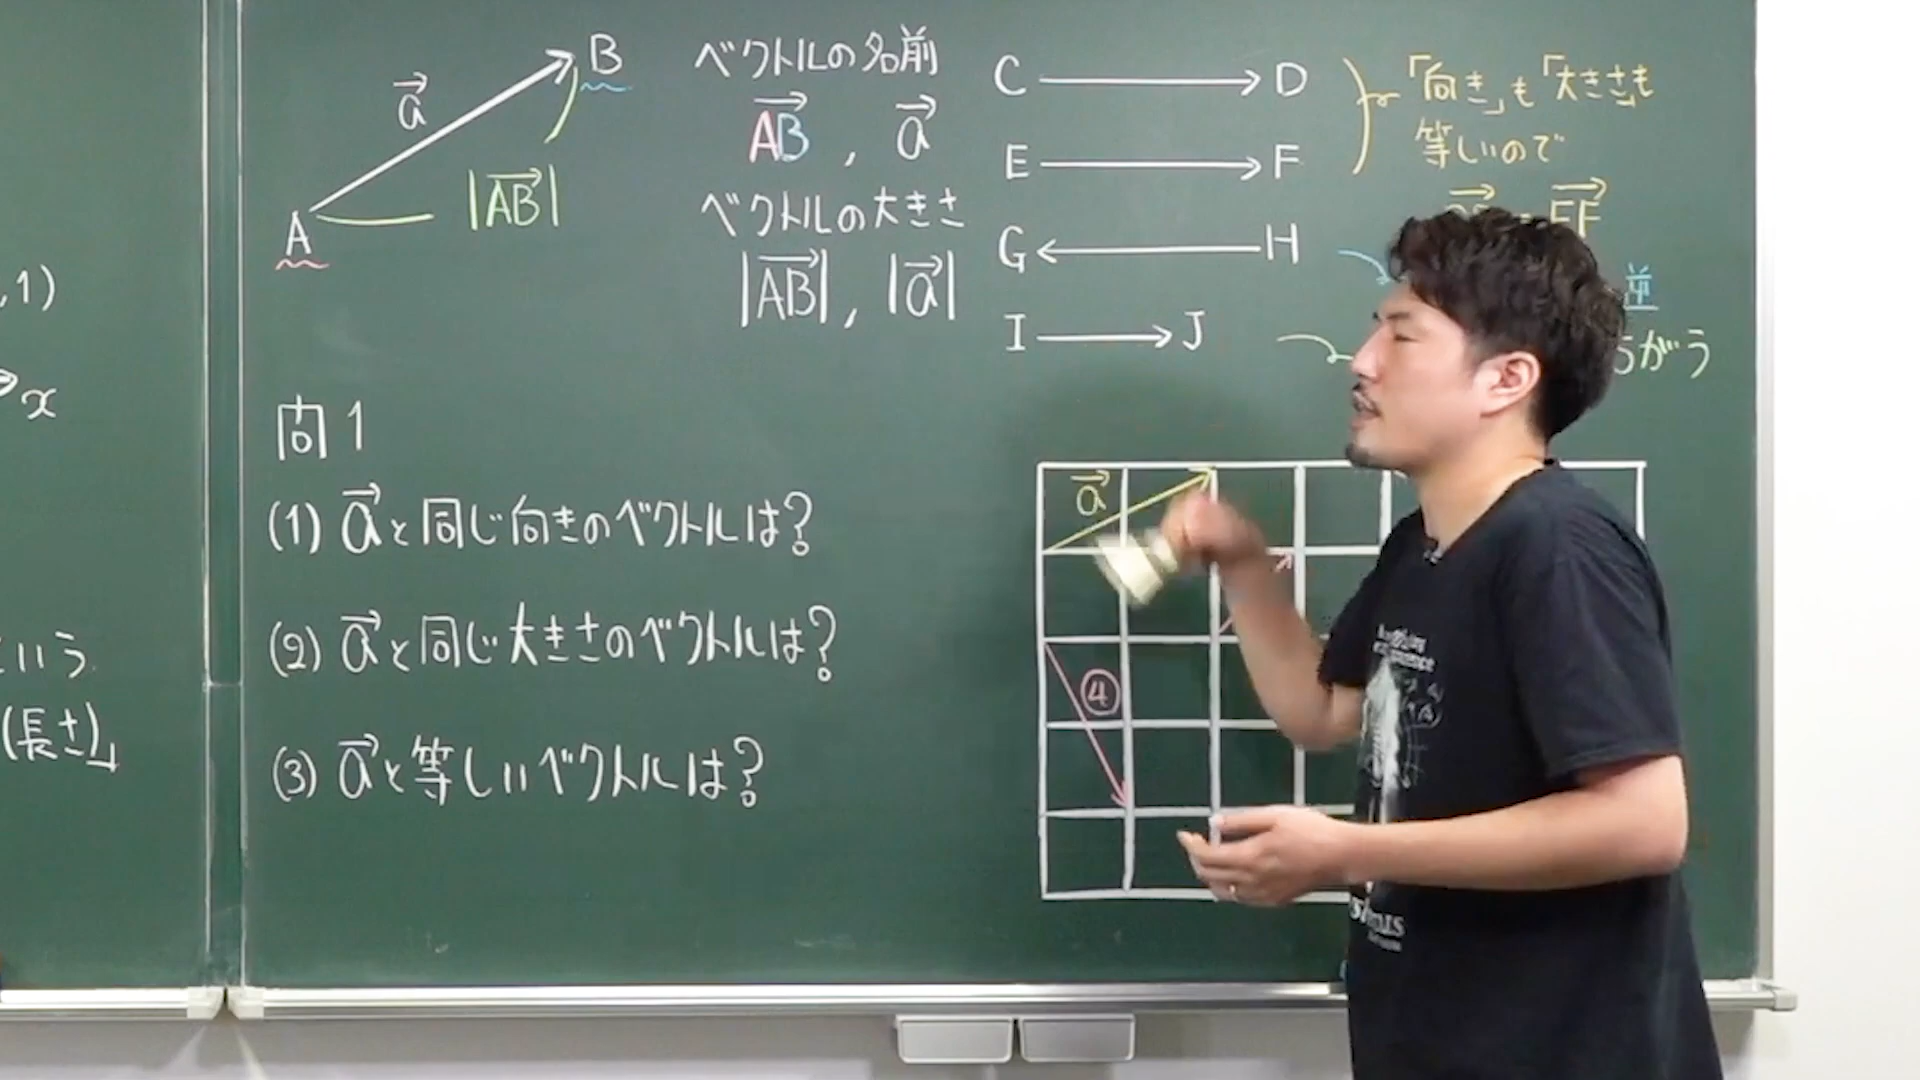 ,1)
x
いう
(長さ)」
a
B
A
|AB|
ベクトルの名前
AB , a
ベクトルの大きさ
|AB| , |a|
C D
E F
G H
I J
「向き」も「大きさ」も
等しいので
EF
逆
ちがう
問1
(1) aと同じ向きのベクトルは?
(2) aと同じ大きさのベクトルは?
(3) aと等しいベクトルは?
a
④